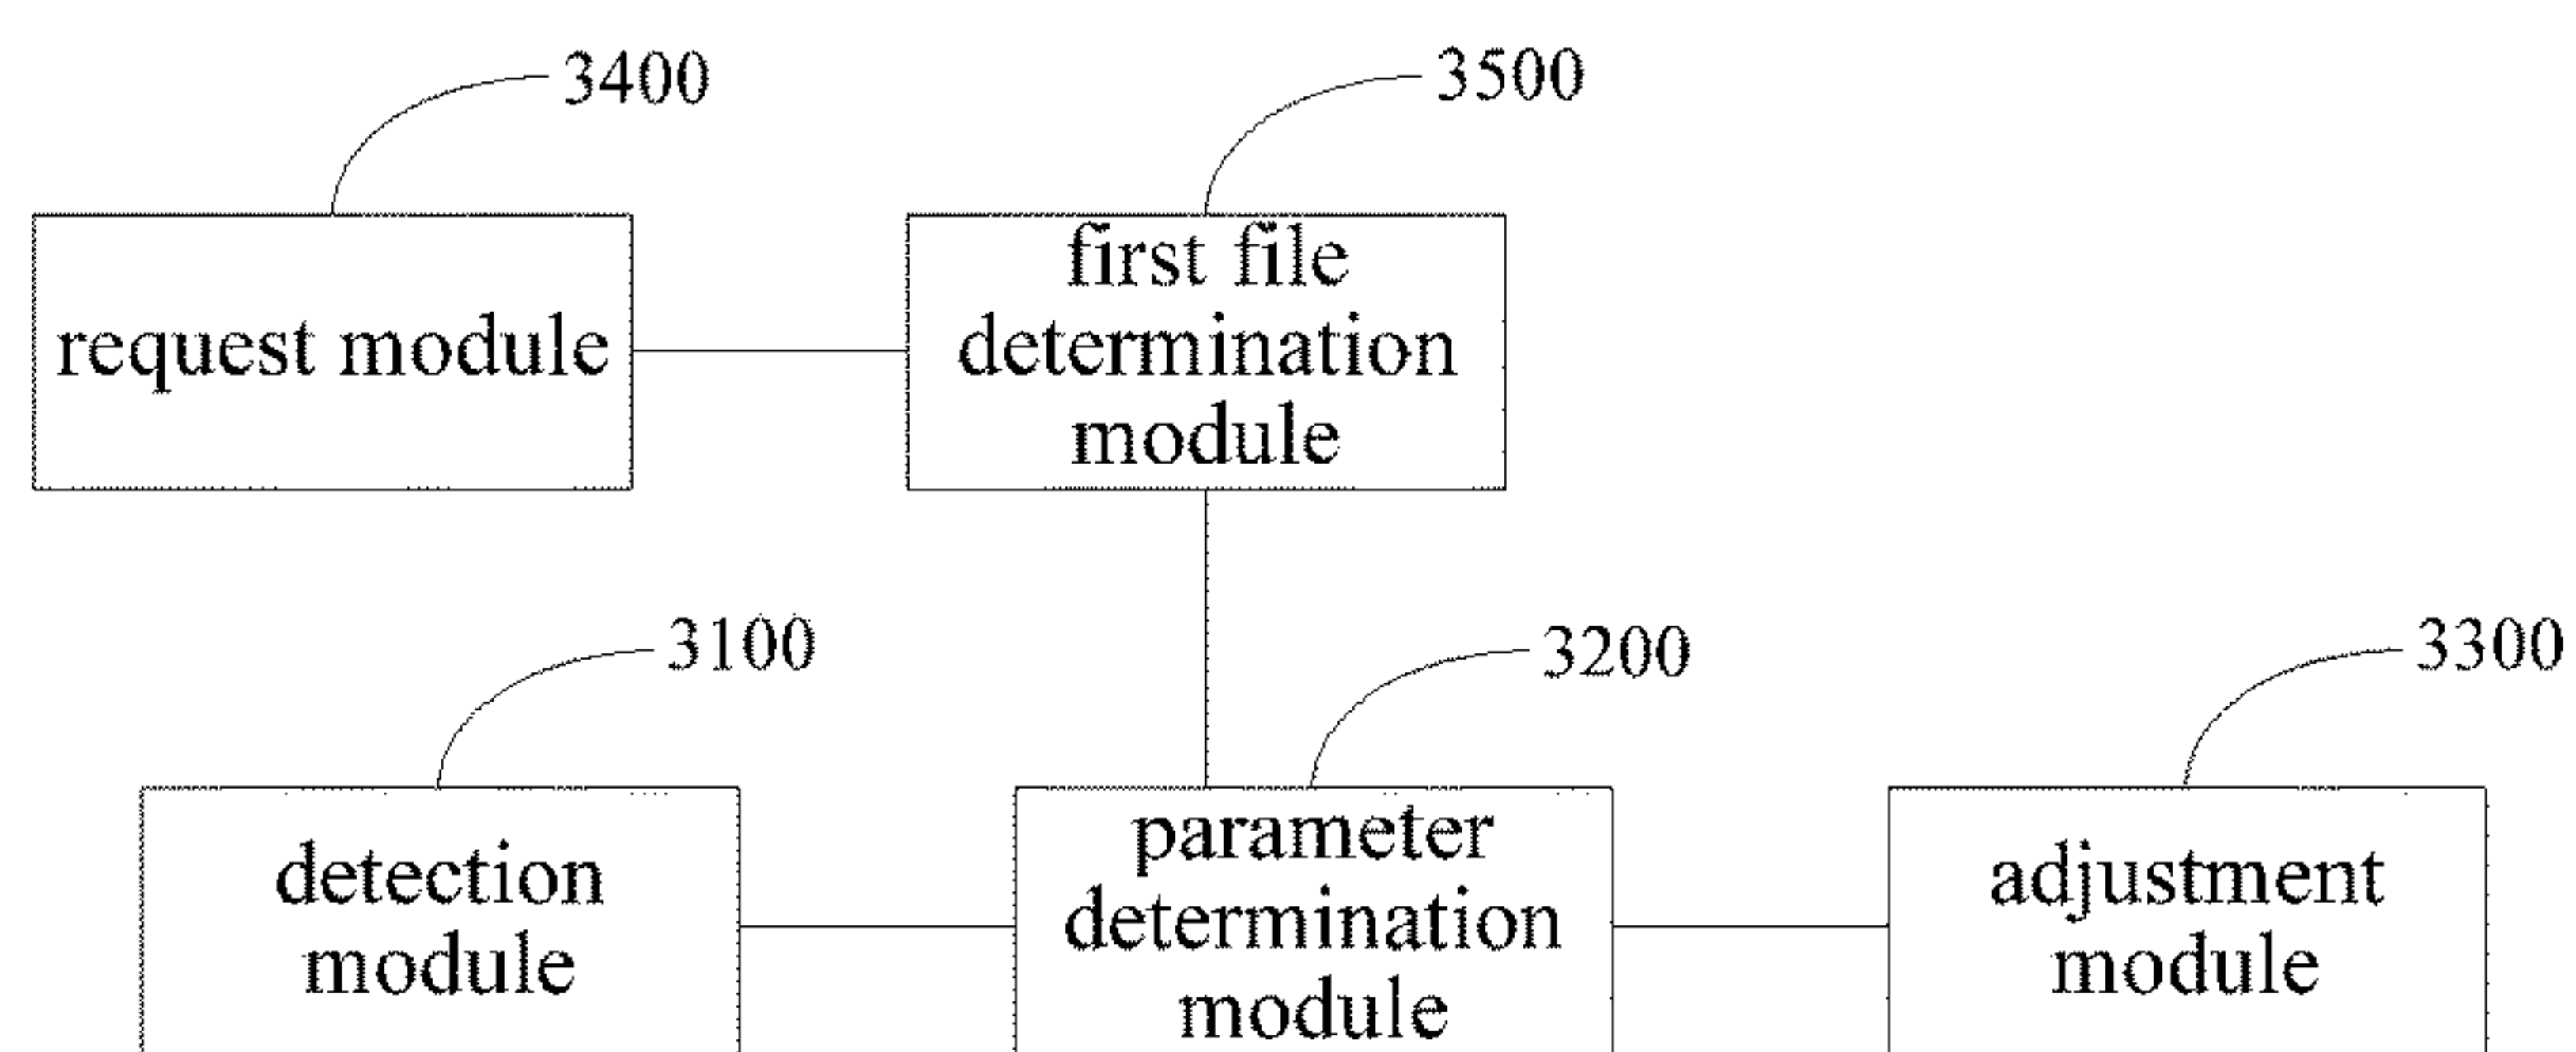 3400
3500
request module
first file
determination
module
3100
3200
3300
detection
module
parameter
determination
module
adjustment
module